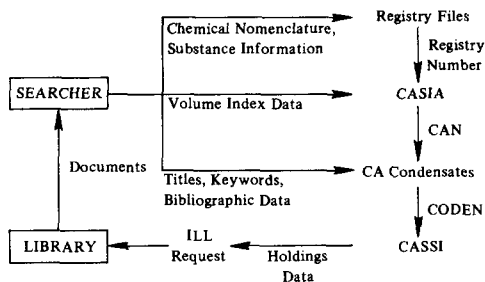 Chemical Nomenclature,
Substance Information
Registry Files
Registry
Number
SEARCHER
Volume Index Data
CASIA
CAN
Documents
Titles, Keywords,
Bibliographic Data
CA Condensates
CODEN
LIBRARY
ILL
Request
Holdings
Data
CASSI